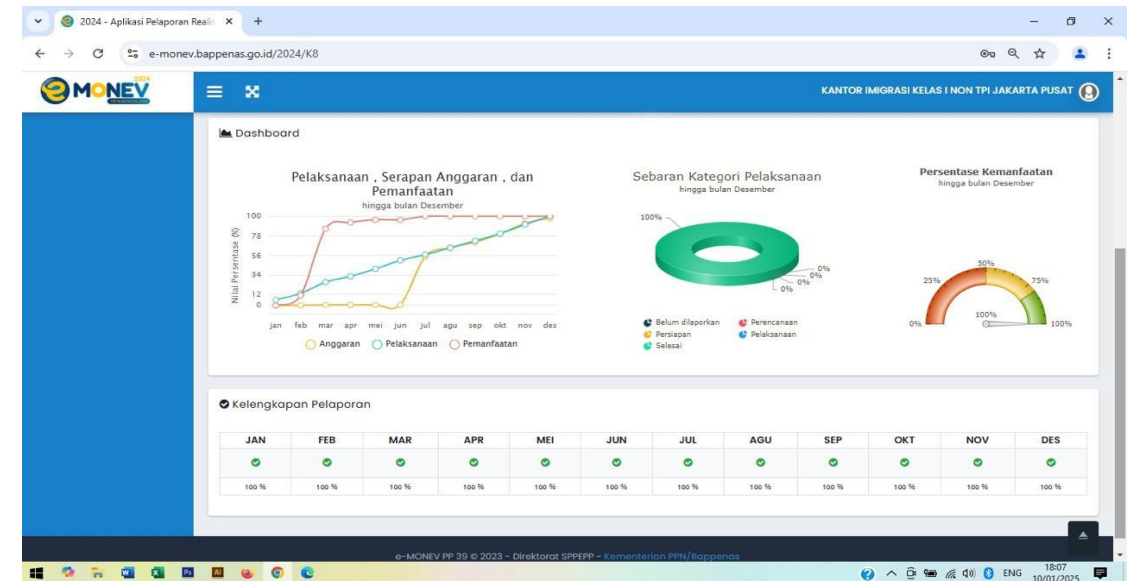 2024 - Aplikasi Pelaporan Realis
e-monev.bappenas.go.id/2024/K8
2024
eMONEV
KANTOR IMIGRASI KELAS I NON TPI JAKARTA PUSAT
Dashboard
Pelaksanaan , Serapan Anggaran , dan
Pemanfaatan
hingga bulan Desember
Nilai Persentase (%)
100
78
56
34
12
0
jan feb mar apr mei jun jul agu sep okt nov des
Anggaran Pelaksanaan Pemanfaatan
Sebaran Kategori Pelaksanaan
hingga bulan Desember
100%
0%
0%
0%
0%
Belum dilaporkan Perencanaan
Persiapan Pelaksanaan
Selesai
Persentase Kemanfaatan
hingga bulan Desember
50%
25% 75%
100%
0% 100%
Kelengkapan Pelaporan
JAN FEB MAR APR MEI JUN JUL AGU SEP OKT NOV DES
100 % 100 % 100 % 100 % 100 % 100 % 100 % 100 % 100 % 100 % 100 % 100 %
e-MONEV PP 39 © 2023 - Direktorat SPPEPP - Kementerian PPN/Bappenas
ENG
18:07
10/01/2025